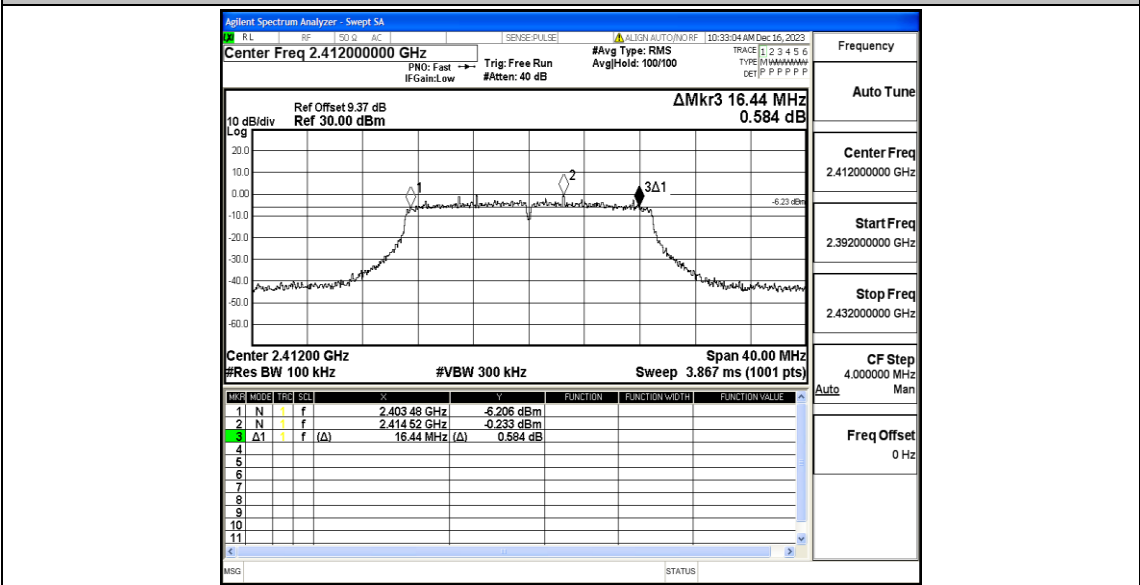 Agilent Spectrum Analyzer - Swept SA
RL RF 50 Ω AC SENSE:PULSE ALIGN AUTO/NO RF 10:33:04 AM Dec 16, 2023
Center Freq 2.412000000 GHz
PNO: Fast
IFGain:Low
Trig: Free Run
#Atten: 40 dB
#Avg Type: RMS
Avg|Hold: 100/100
TRACE 1 2 3 4 5 6
TYPE M WWWWW
DET P P P P P P
Frequency
Auto Tune
Center Freq
2.412000000 GHz
Start Freq
2.392000000 GHz
Stop Freq
2.432000000 GHz
CF Step
4.000000 MHz
Auto Man
Freq Offset
0 Hz
ΔMkr3 16.44 MHz
0.584 dB
Ref Offset 9.37 dB
10 dB/div Ref 30.00 dBm
Log
20.0
10.0
0.00
-10.0
-20.0
-30.0
-40.0
-50.0
-60.0
1
2
3Δ1
-6.23 dBm
Center 2.41200 GHz Span 40.00 MHz
#Res BW 100 kHz #VBW 300 kHz Sweep 3.867 ms (1001 pts)
MKR MODE TRC SCL X Y FUNCTION FUNCTION WIDTH FUNCTION VALUE
1 N 1 f 2.403 48 GHz -6.206 dBm
2 N 1 f 2.414 52 GHz -0.233 dBm
3 Δ1 1 f (Δ) 16.44 MHz (Δ) 0.584 dB
4
5
6
7
8
9
10
11
MSG STATUS